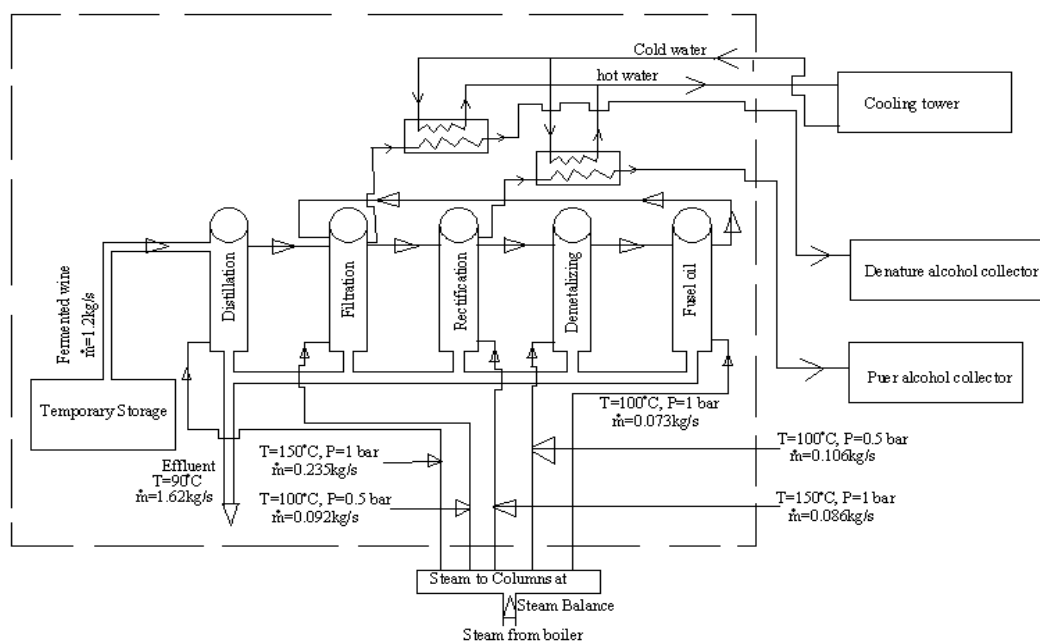 Cold water
hot water
Cooling tower
Distillation
Filtration
Rectification
Demetalizing
Fusel oil
Fermented wine
ṁ=1.2kg/s
Denature alcohol collector
Puer alcohol collector
Temporary Storage
T=100°C, P=1 bar
ṁ=0.073kg/s
Effluent
T=90°C
ṁ=1.62kg/s
T=150°C, P=1 bar
ṁ=0.235kg/s
T=100°C, P=0.5 bar
ṁ=0.106kg/s
T=100°C, P=0.5 bar
ṁ=0.092kg/s
T=150°C, P=1 bar
ṁ=0.086kg/s
Steam to Columns at
Steam Balance
Steam from boiler